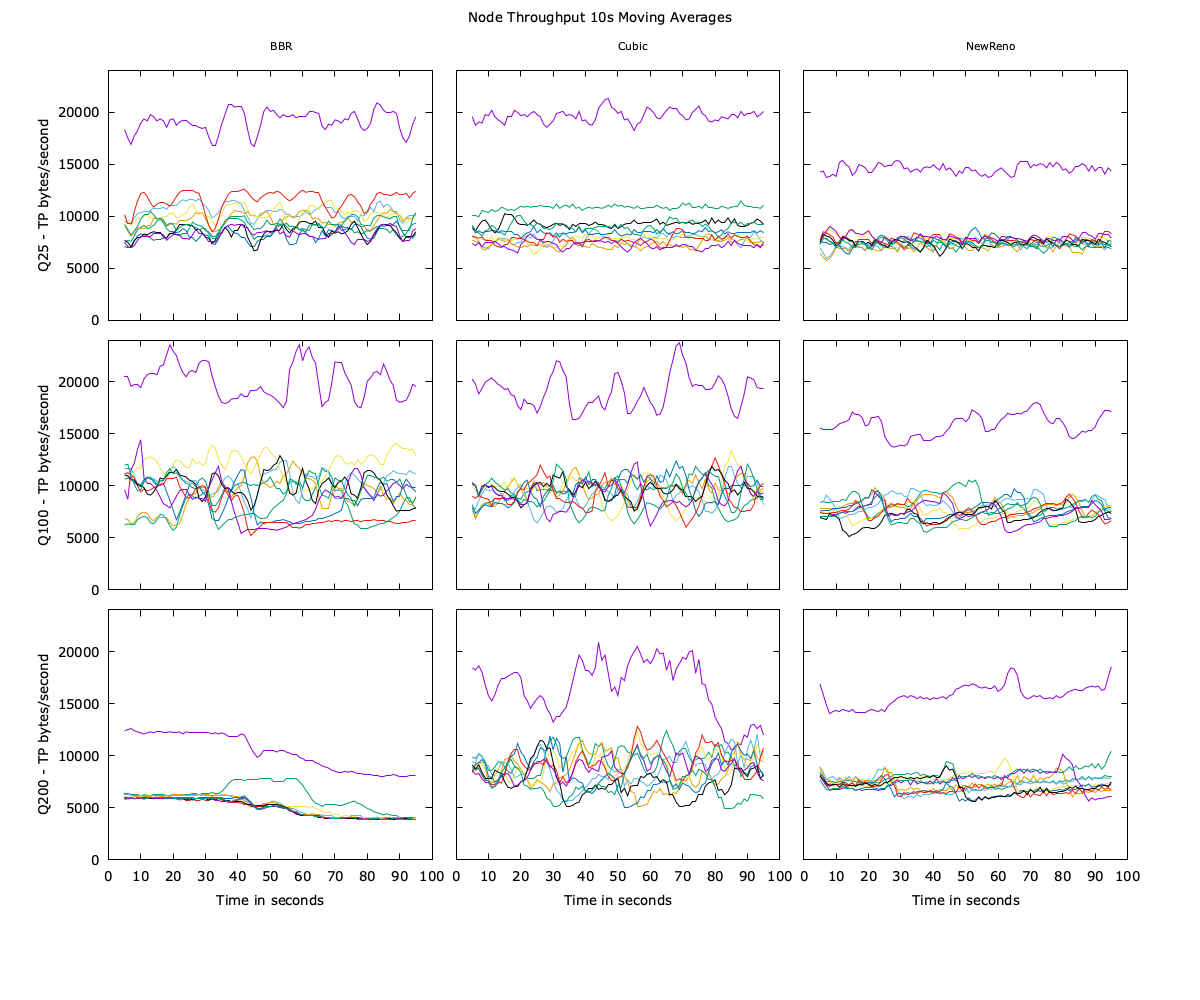 Node Throughput 10s Moving Averages
BBR
Cubic
NewReno
Q25 - TP bytes/second
20000
15000
10000
5000
0
Q100 - TP bytes/second
20000
15000
10000
5000
0
Q200 - TP bytes/second
20000
15000
10000
5000
0
0 10 20 30 40 50 60 70 80 90 100
0 10 20 30 40 50 60 70 80 90 100
0 10 20 30 40 50 60 70 80 90 100
Time in seconds
Time in seconds
Time in seconds